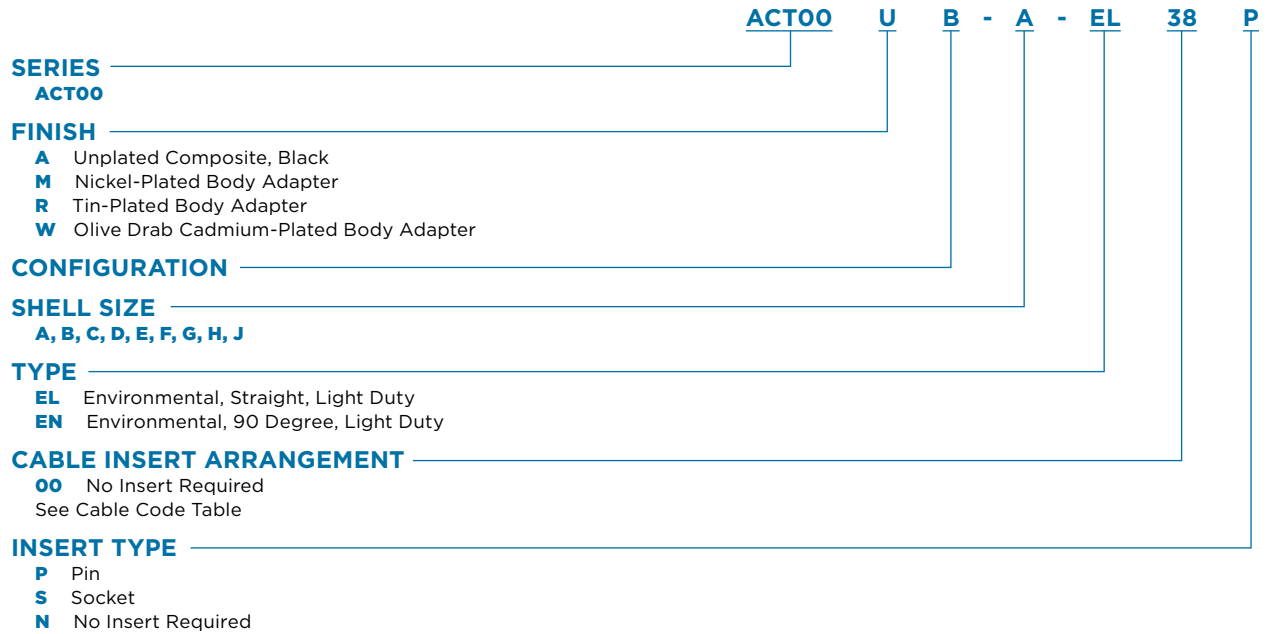 ACT00 U B - A - EL 38 P
SERIES
ACT00
FINISH
A Unplated Composite, Black
M Nickel-Plated Body Adapter
R Tin-Plated Body Adapter
W Olive Drab Cadmium-Plated Body Adapter
CONFIGURATION
SHELL SIZE
A, B, C, D, E, F, G, H, J
TYPE
EL Environmental, Straight, Light Duty
EN Environmental, 90 Degree, Light Duty
CABLE INSERT ARRANGEMENT
00 No Insert Required
See Cable Code Table
INSERT TYPE
P Pin
S Socket
N No Insert Required